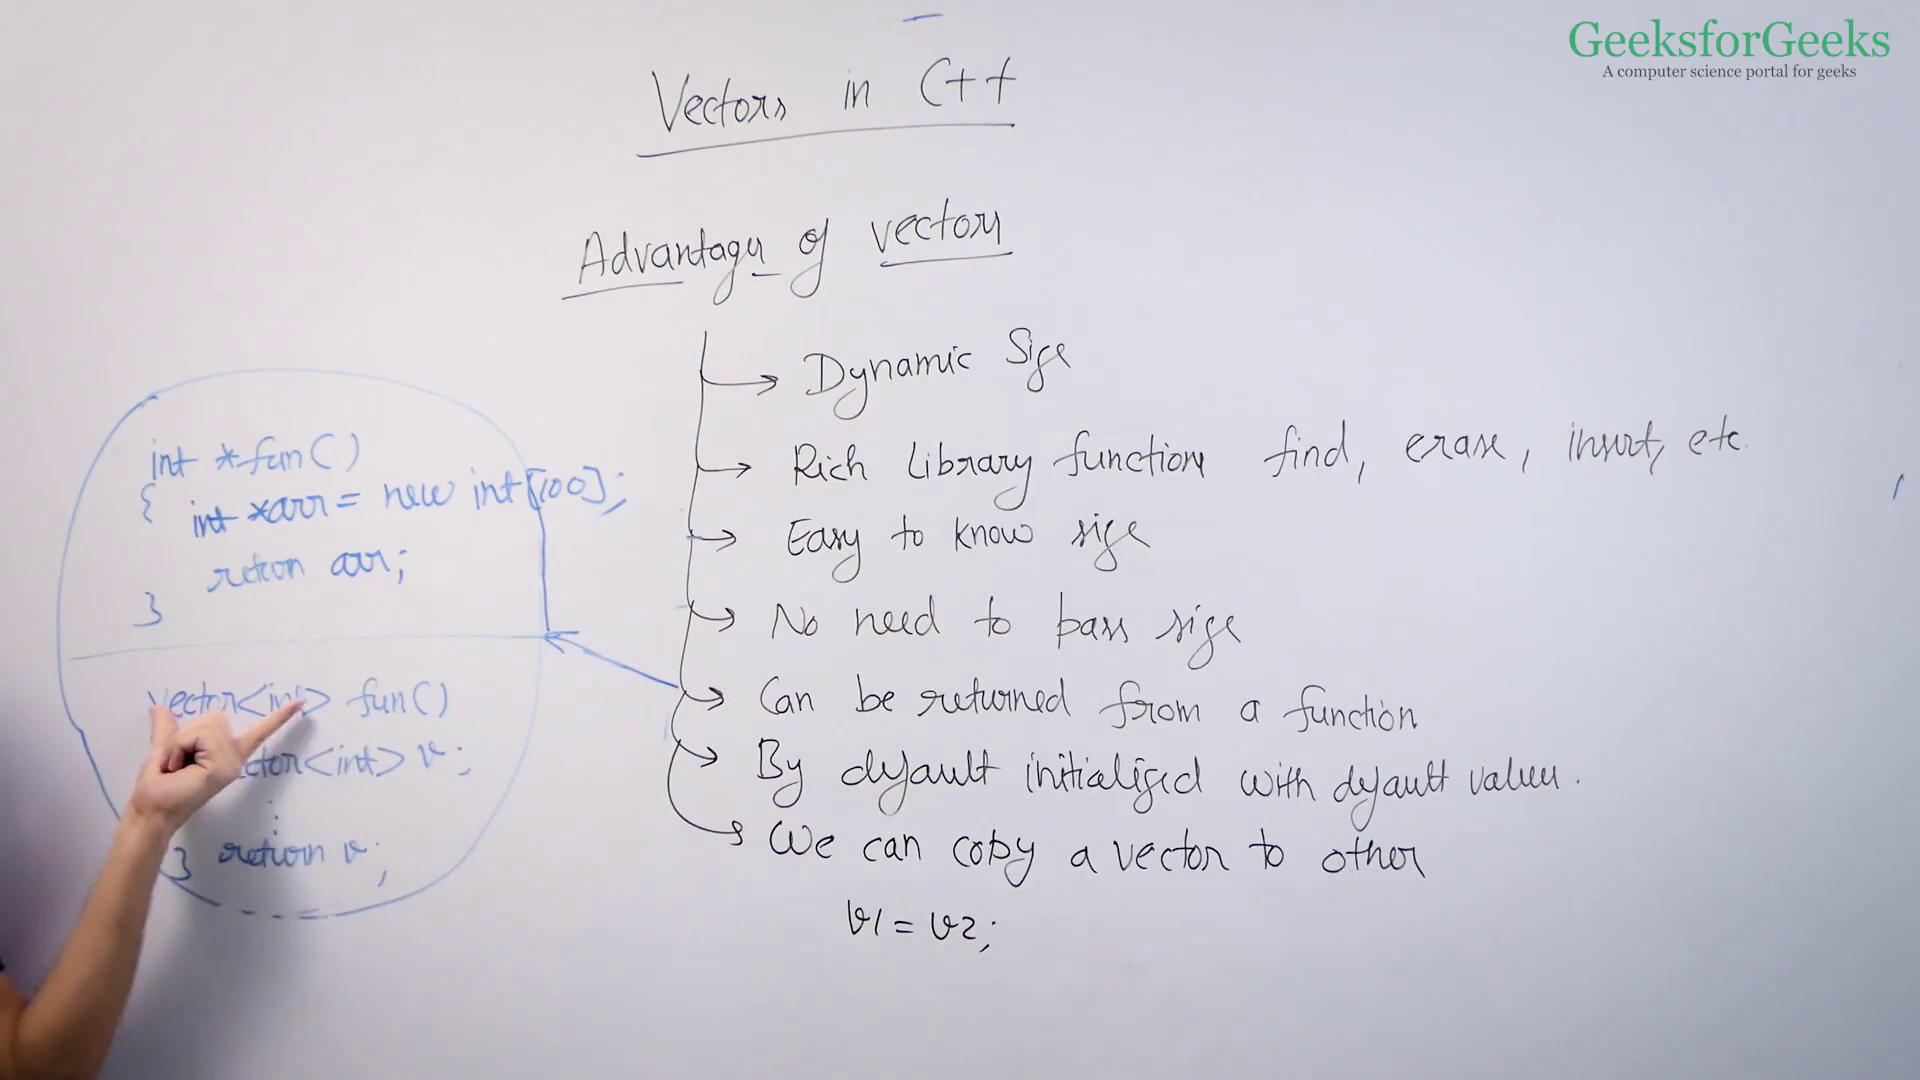 GeeksforGeeks
A computer science portal for geeks
Vectors in C++
Advantages of vectors
Dynamic Size
Rich Library functions find, erase, insert, etc.
Easy to know size
No need to pass size
Can be returned from a function
By default initialized with default values.
We can copy a vector to other
v1 = v2;
int *fun()
{ int *arr = new int[100];
return arr;
}
vector<int> fun()
<int> v;
} return v;